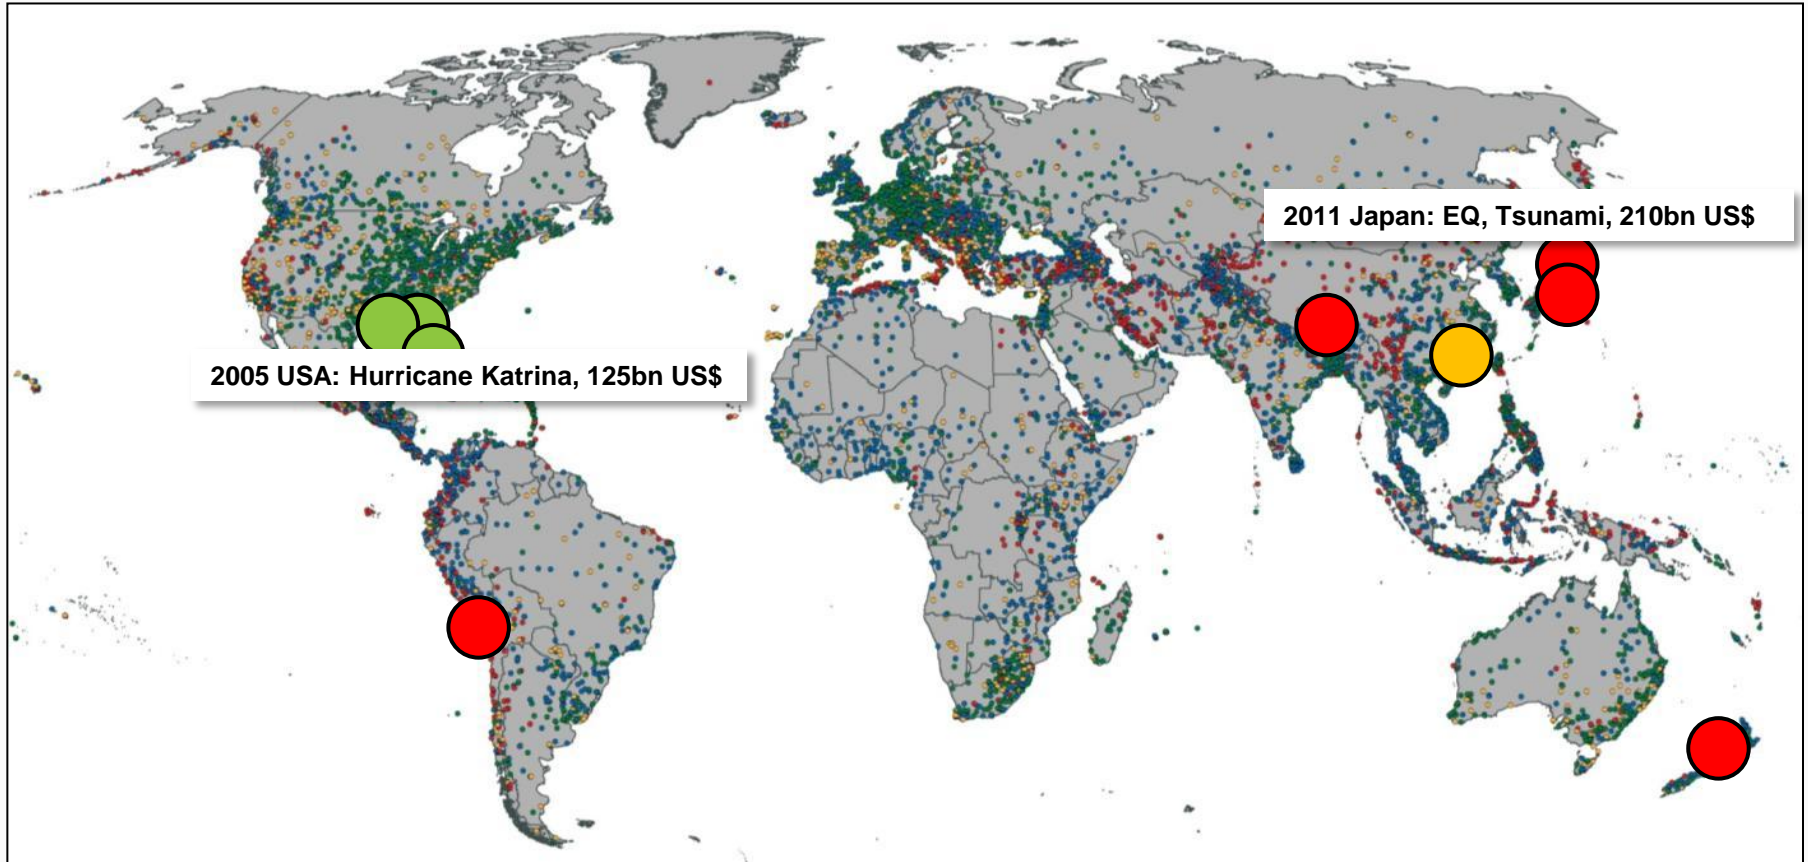 2011 Japan: EQ, Tsunami, 210bn US$
2005 USA: Hurricane Katrina, 125bn US$